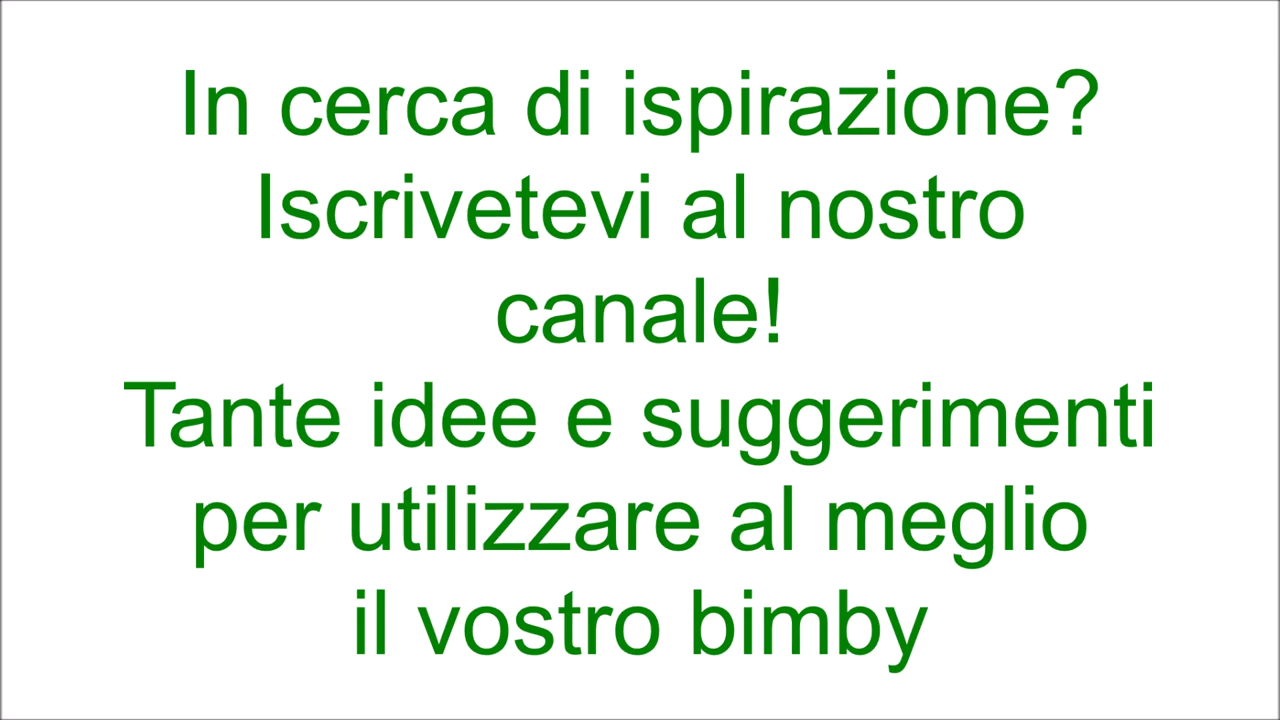 In cerca di ispirazione?
Iscrivetevi al nostro
canale!
Tante idee e suggerimenti
per utilizzare al meglio
il vostro bimby